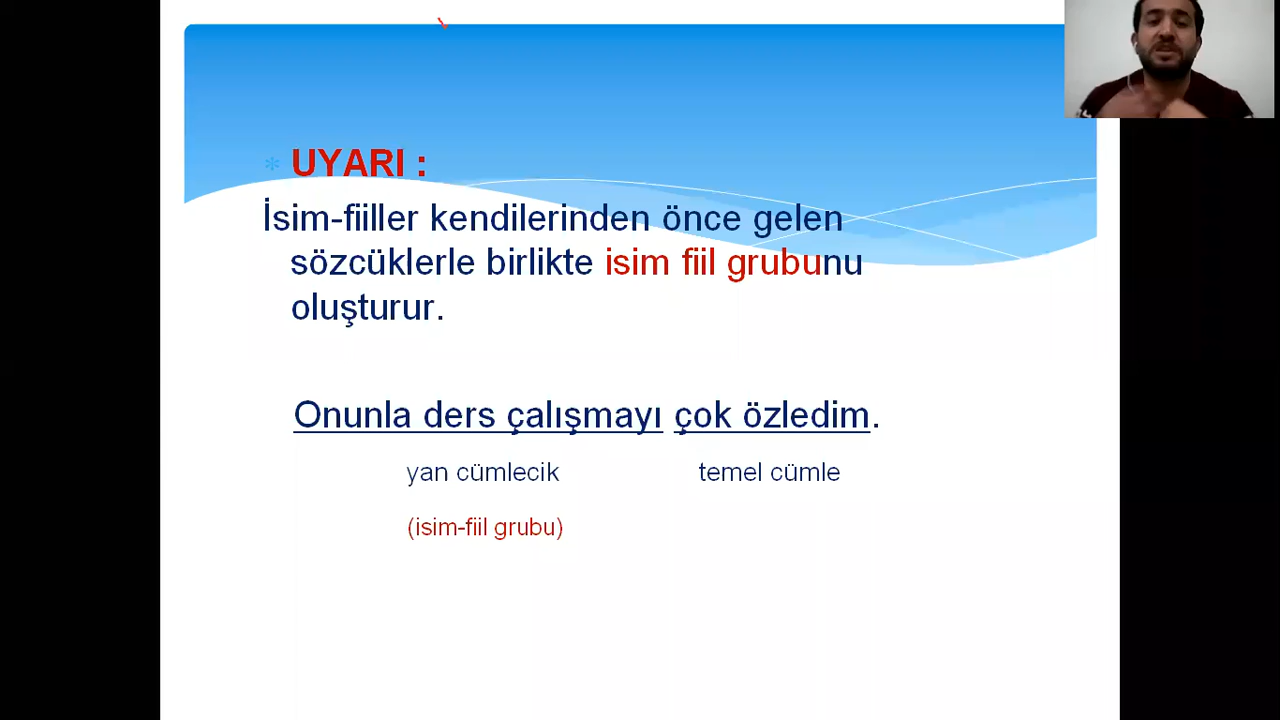 UYARI :
İsim-fiiller kendilerinden önce gelen
sözcüklerle birlikte isim fiil grubunu
oluşturur.
Onunla ders çalışmayı çok özledim.
yan cümlecik temel cümle
(isim-fiil grubu)